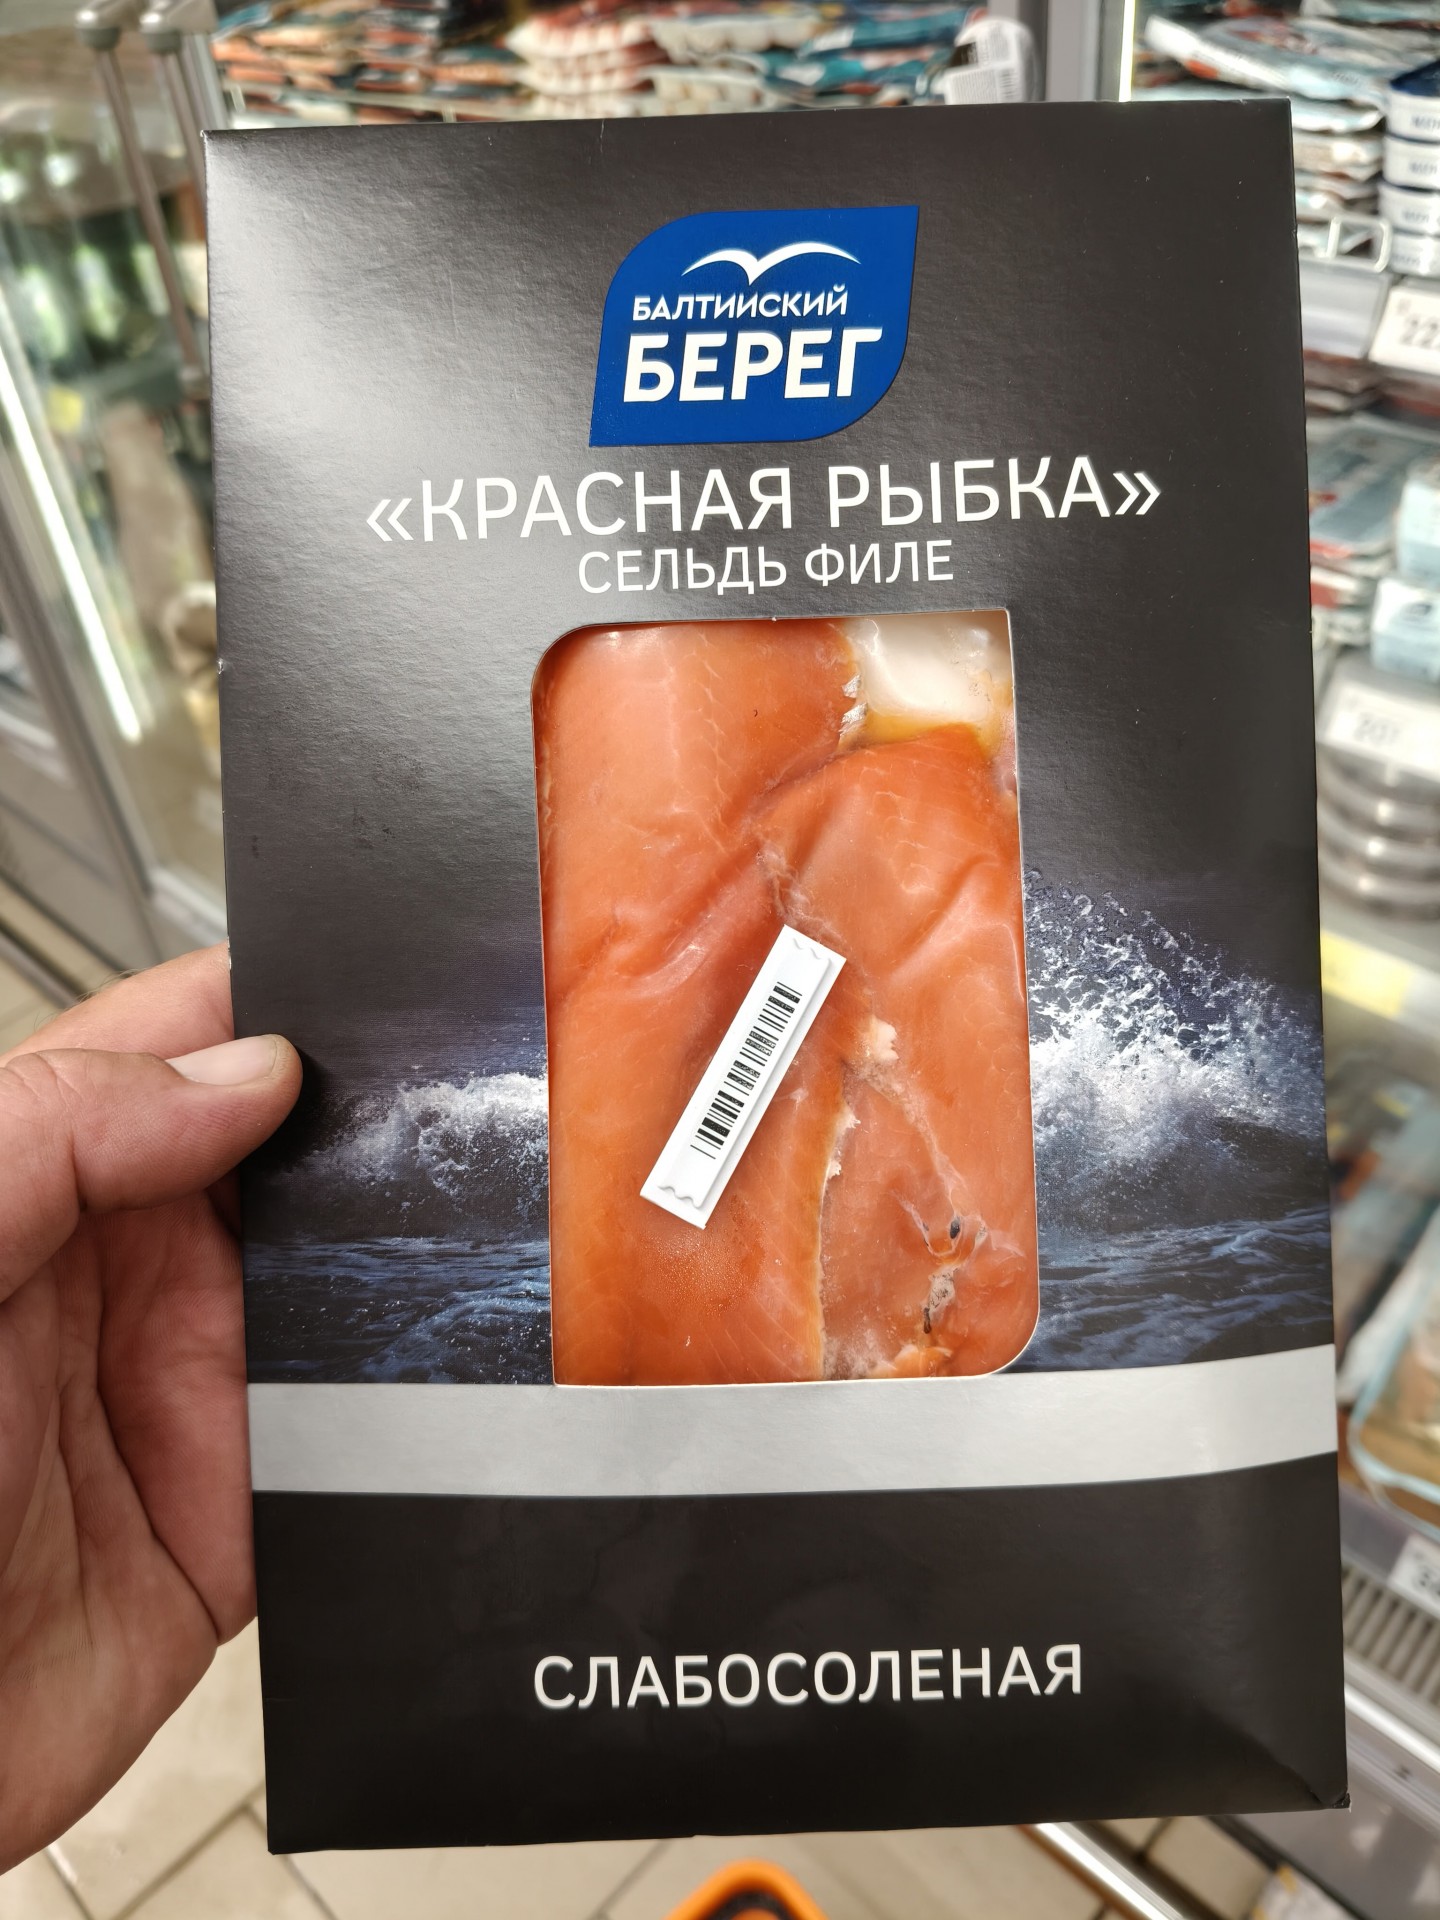 БАЛТИЙСКИЙ
БЕРЕГ
«КРАСНАЯ РЫБКА»
СЕЛЬДЬ ФИЛЕ
СЛАБОСОЛЕНАЯ